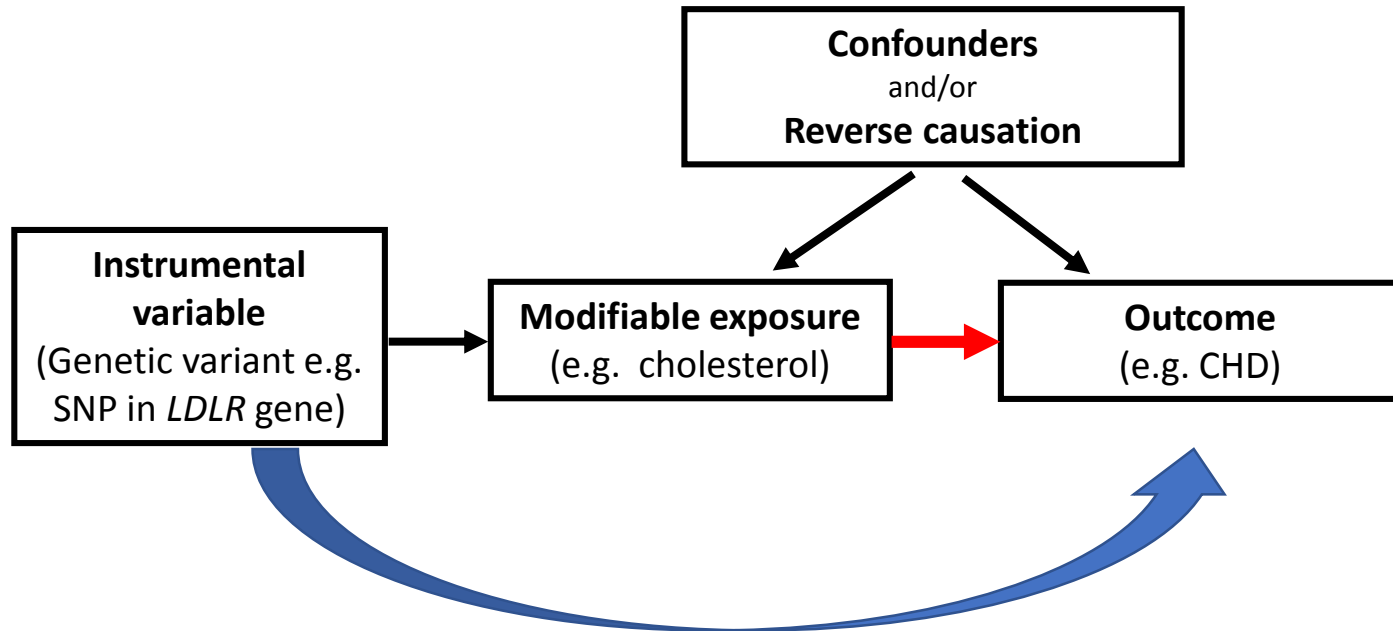 Confounders
and/or
Reverse causation
Instrumental
variable
(Genetic variant e.g.
SNP in LDLR gene)
Modifiable exposure
(e.g. cholesterol)
Outcome
(e.g. CHD)